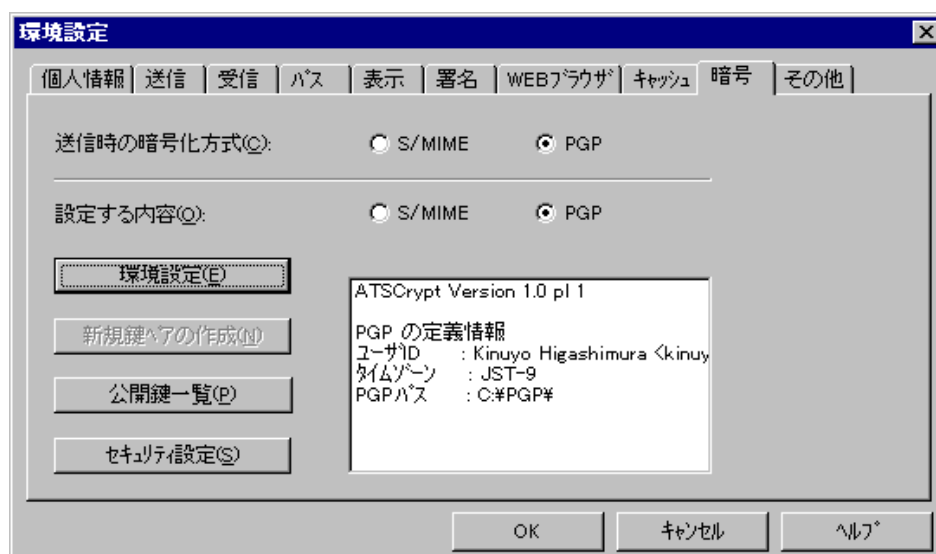 環境設定
個人情報 送信 受信 ﾊﾟｽ 表示 署名 WEBﾌﾞﾗｳｻﾞ ｷｬｯｼｭ 暗号 その他
送信時の暗号化方式(C): S/MIME PGP
設定する内容(O): S/MIME PGP
環境設定(E)
新規鍵ﾍﾟｱの作成(N)
公開鍵一覧(P)
ｾｷｭﾘﾃｨ設定(S)
ATSCrypt Version 1.0 pl 1
PGP の定義情報
ﾕｰｻﾞID : Kinuyo Higashimura <kinuy
ﾀｲﾑｿﾞｰﾝ : JST-9
PGPﾊﾟｽ : C:¥PGP¥
OK ｷｬﾝｾﾙ ﾍﾙﾌﾟ